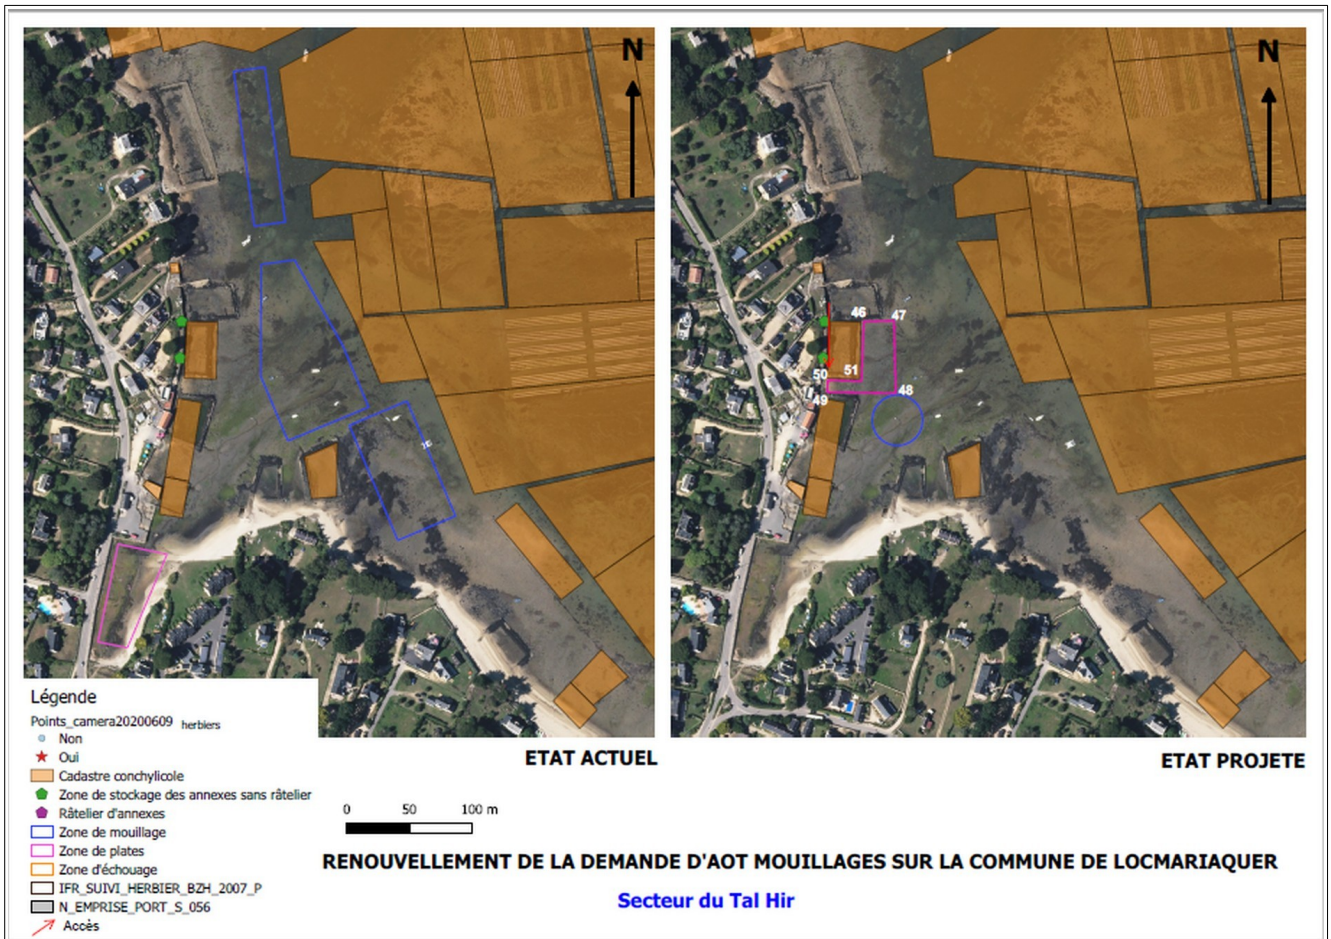 N
N
46
47
50
51
49
48
Légende
Points_camera20200609 herbiers
Non
Oui
Cadastre conchylicole
Zone de stockage des annexes sans râtelier
Râtelier d'annexes
Zone de mouillage
Zone de plates
Zone d'échouage
IFR_SUIVI_HERBIER_BZH_2007_P
N_EMPRISE_PORT_S_056
Accès
ETAT ACTUEL
ETAT PROJETE
0 50 100 m
RENOUVELLEMENT DE LA DEMANDE D'AOT MOUILLAGES SUR LA COMMUNE DE LOCMARIAQUER
Secteur du Tal Hir